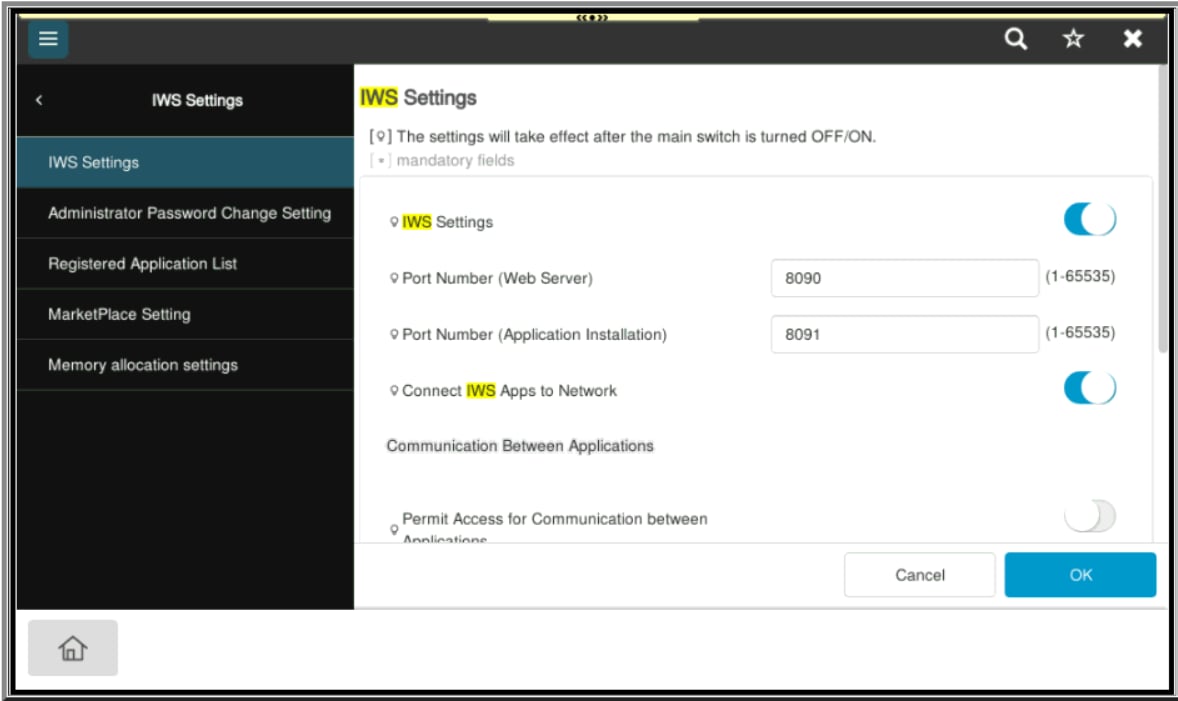 IWS Settings
IWS Settings
Administrator Password Change Setting
Registered Application List
MarketPlace Setting
Memory allocation settings
IWS Settings
[♀] The settings will take effect after the main switch is turned OFF/ON.
[*] mandatory fields
IWS Settings
Port Number (Web Server) 8090 (1-65535)
Port Number (Application Installation) 8091 (1-65535)
Connect IWS Apps to Network
Communication Between Applications
Permit Access for Communication between
Applications
Cancel OK